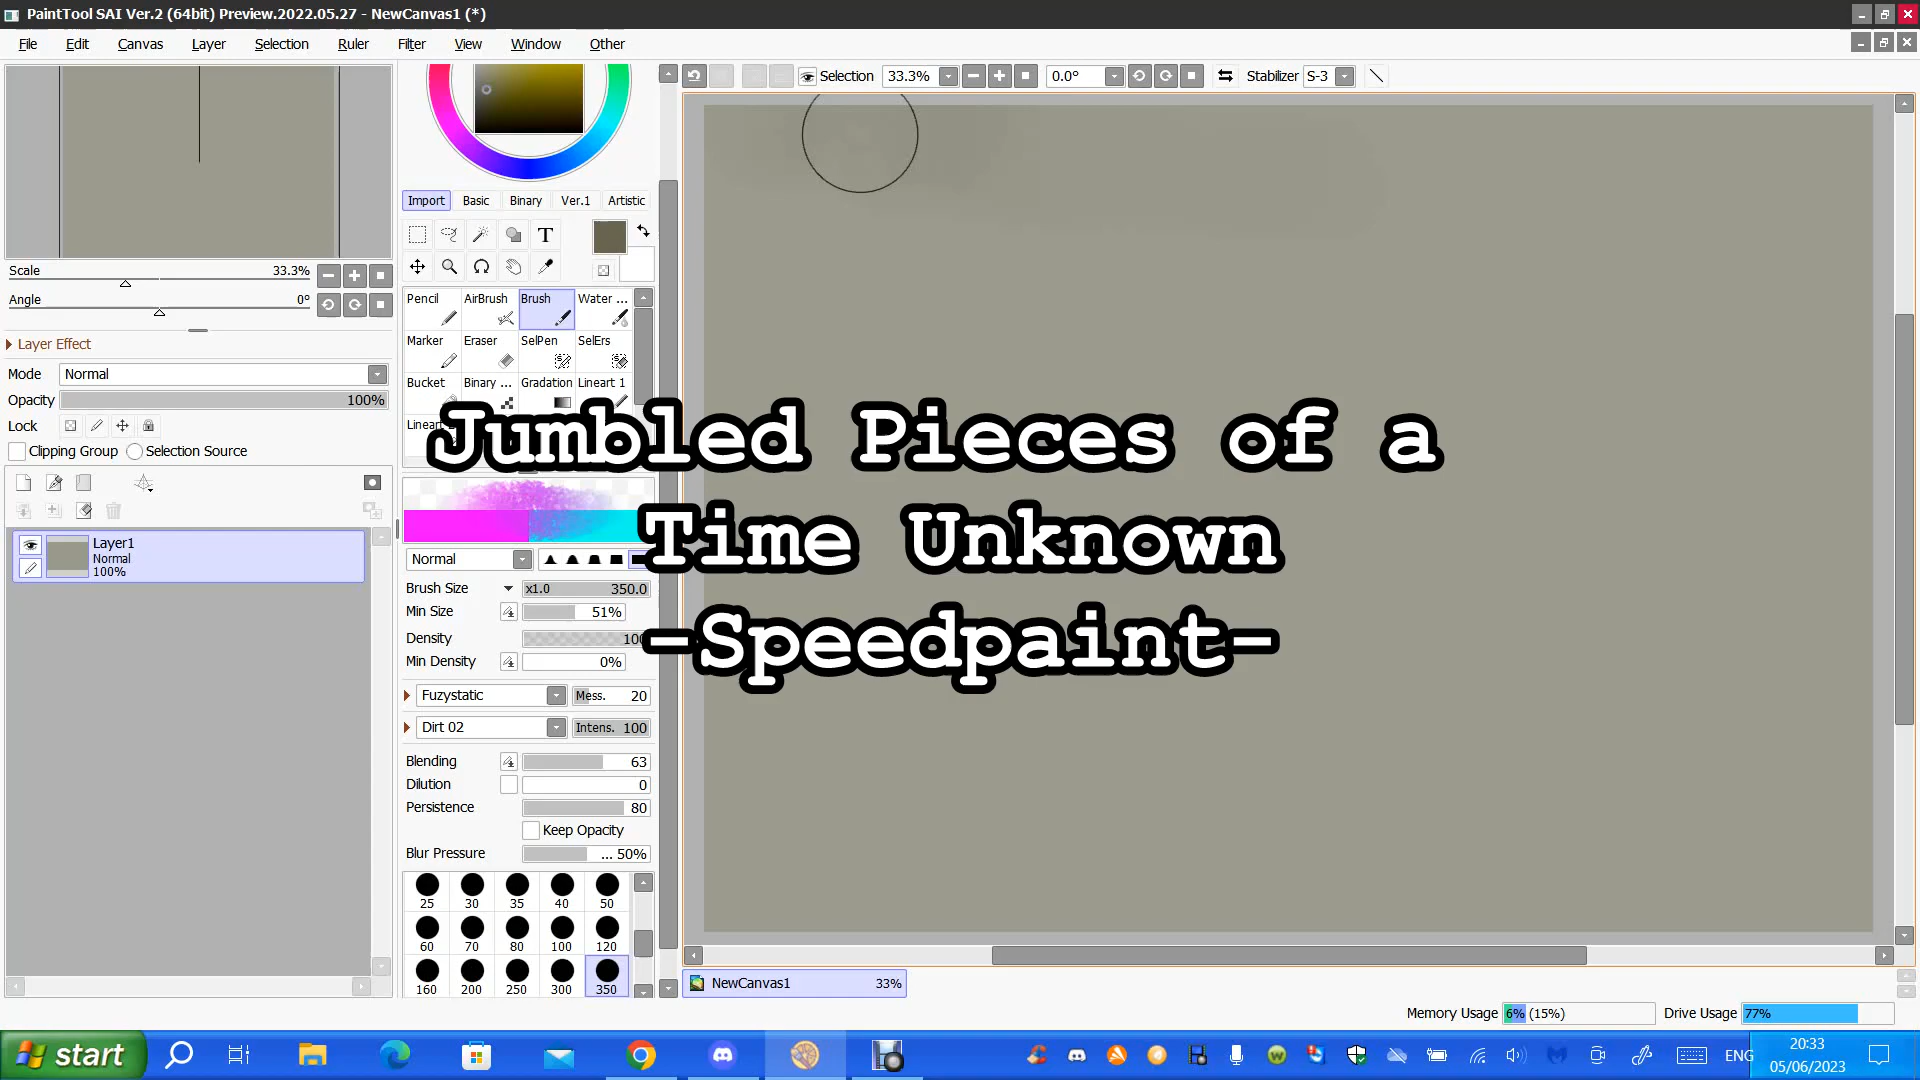 PaintTool SAI Ver.2 (64bit) Preview.2022.05.27 - NewCanvas1 (*)
File Edit Canvas Layer Selection Ruler Filter View Window Other
Selection 33.3% 0.0° Stabilizer S-3
Scale 33.3%
Angle 0°
Layer Effect
Mode Normal
Opacity 100%
Lock
Clipping Group Selection Source
Layer1
Normal
100%
Import Basic Binary Ver.1 Artistic
T
Pencil AirBrush Brush Water ...
Marker Eraser SelPen SelErs
Bucket Binary ... Gradation Lineart 1
Jumbled Pieces of a
Time Unknown
-Speedpaint-
Normal
Brush Size x1.0 350.0
Min Size 51%
Density 100
Min Density 0%
Fuzystatic Mess. 20
Dirt 02 Intens. 100
Blending 63
Dilution 0
Persistence 80
Keep Opacity
Blur Pressure ... 50%
25 30 35 40 50
60 70 80 100 120
160 200 250 300 350
NewCanvas1 33%
Memory Usage 6% (15%) Drive Usage 77%
start
ENG
20:33
05/06/2023